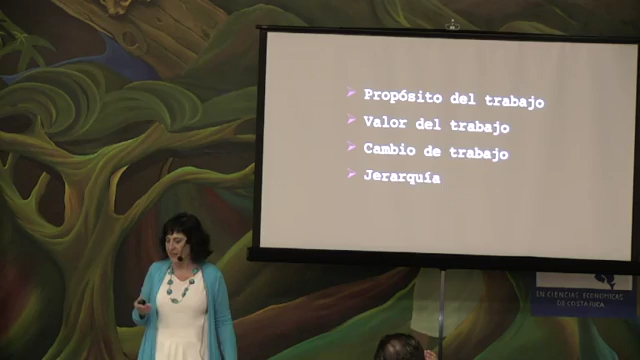 Propósito del trabajo
Valor del trabajo
Cambio de trabajo
Jerarquía
EN CIENCIAS ECONÓMICAS
DE COSTA RICA